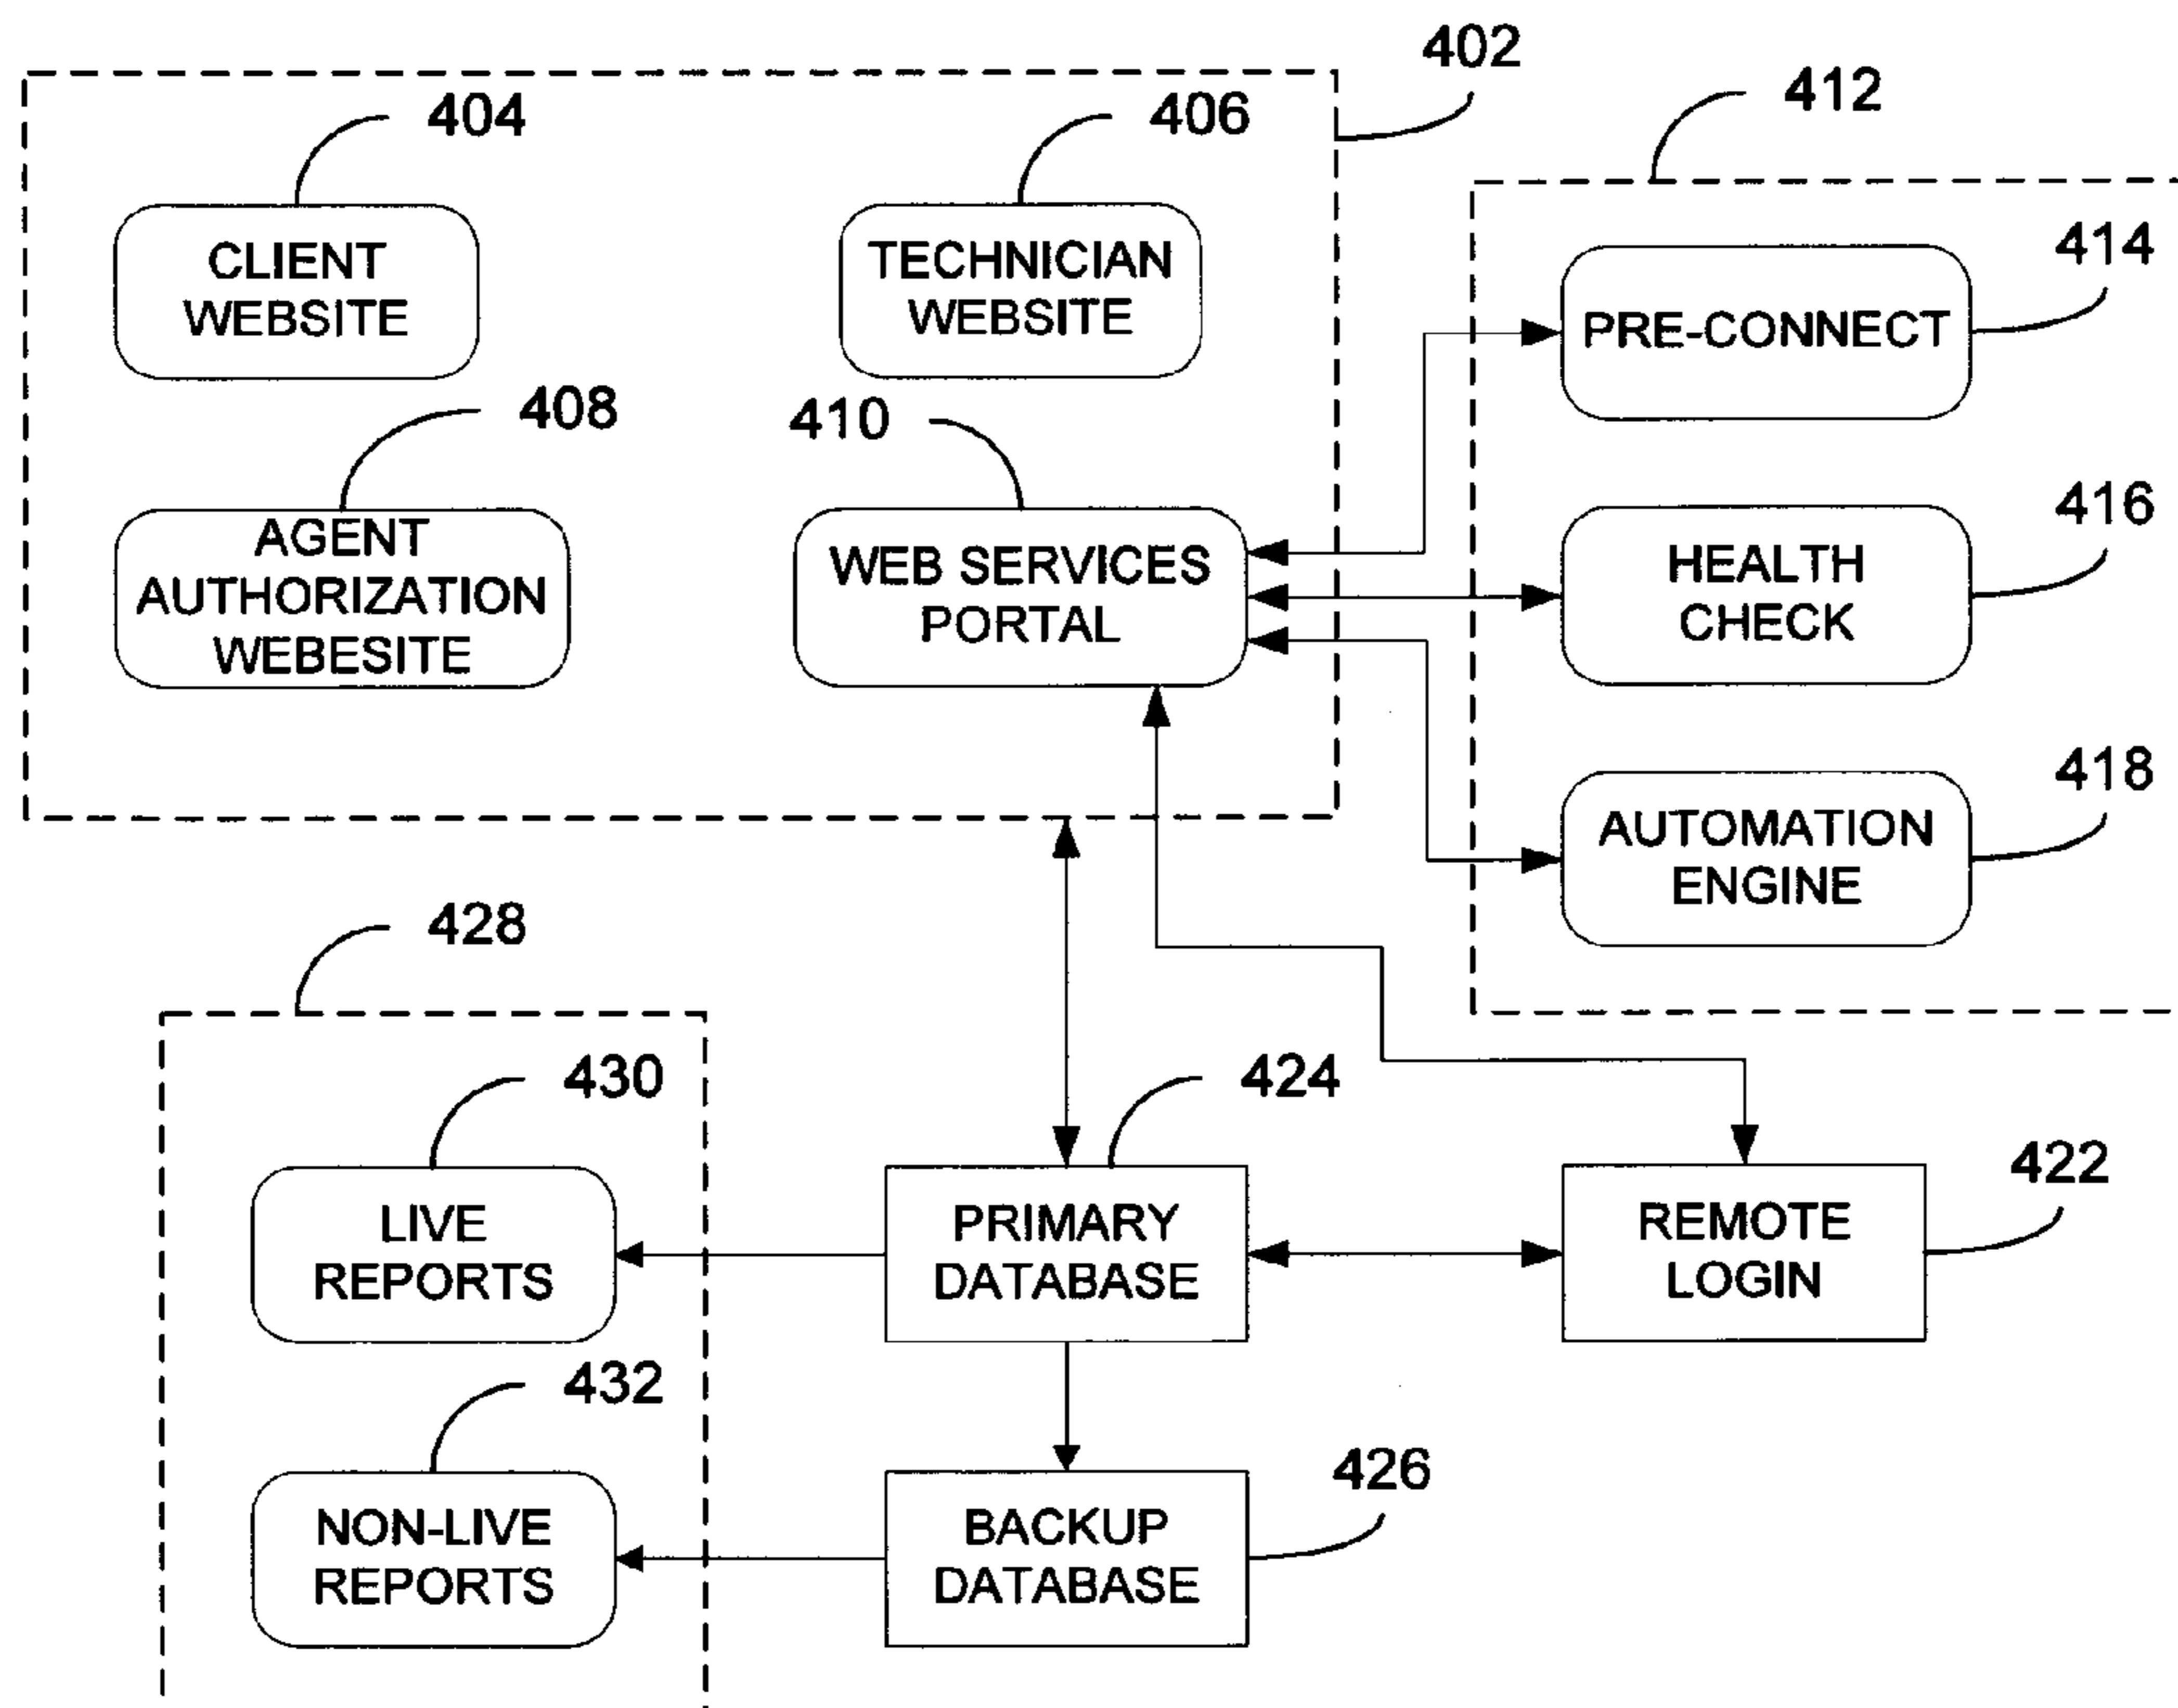 402
412
404
406
CLIENT
WEBSITE
TECHNICIAN
WEBSITE
414
PRE-CONNECT
408
410
AGENT
AUTHORIZATION
WEBESITE
WEB SERVICES
PORTAL
416
HEALTH
CHECK
418
AUTOMATION
ENGINE
428
430
424
422
LIVE
REPORTS
PRIMARY
DATABASE
REMOTE
LOGIN
432
426
NON-LIVE
REPORTS
BACKUP
DATABASE